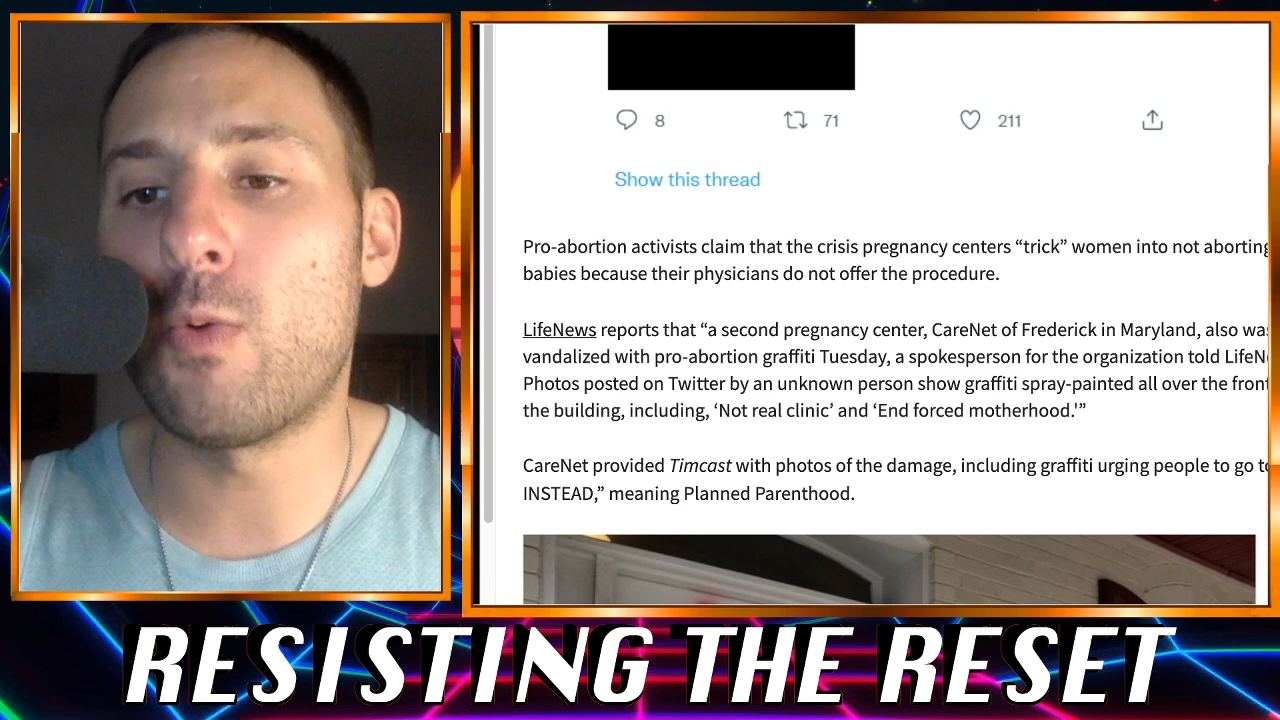 8 71 211
Show this thread
Pro-abortion activists claim that the crisis pregnancy centers “trick” women into not aborting
babies because their physicians do not offer the procedure.
LifeNews reports that “a second pregnancy center, CareNet of Frederick in Maryland, also was
vandalized with pro-abortion graffiti Tuesday, a spokesperson for the organization told LifeN
Photos posted on Twitter by an unknown person show graffiti spray-painted all over the front
the building, including, ‘Not real clinic’ and ‘End forced motherhood.'”
CareNet provided Timcast with photos of the damage, including graffiti urging people to go to
INSTEAD,” meaning Planned Parenthood.
RESISTING THE RESET